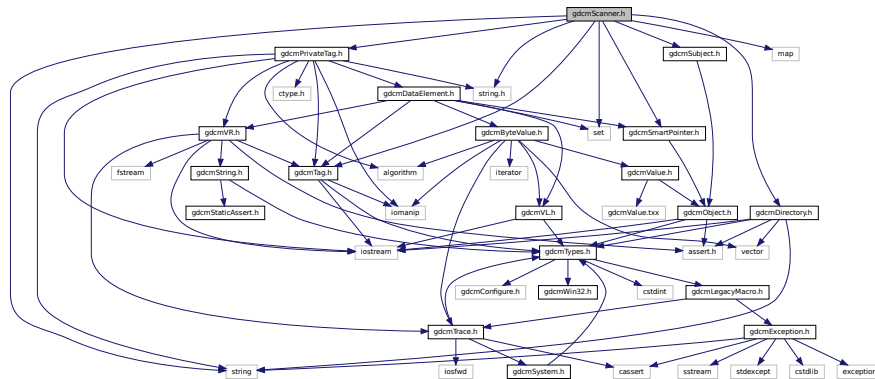 gdcmScanner.h
gdcmPrivateTag.h
gdcmSubject.h
map
ctype.h
gdcmDataElement.h
string.h
gdcmVR.h
gdcmByteValue.h
set
gdcmSmartPointer.h
fstream
gdcmString.h
gdcmTag.h
algorithm
iterator
gdcmValue.h
gdcmStaticAssert.h
iomanip
gdcmVL.h
gdcmValue.txx
gdcmObject.h
gdcmDirectory.h
iostream
gdcmTypes.h
assert.h
vector
gdcmConfigure.h
gdcmWin32.h
cstdint
gdcmLegacyMacro.h
gdcmTrace.h
gdcmException.h
string
iosfwd
gdcmSystem.h
cassert
sstream
stdexcept
cstdlib
exception